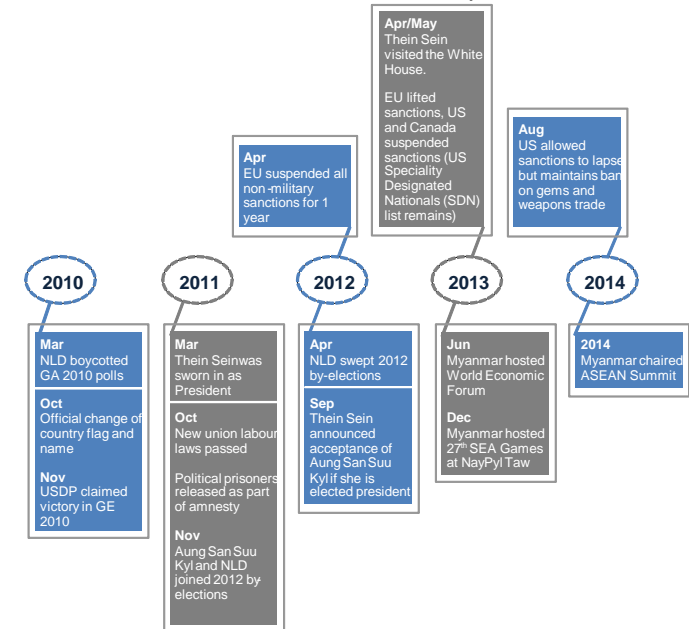 Apr/May
Thein Sein
visited the White
House.
EU lifted
sanctions, US
and Canada
suspended
sanctions (US
Speciality
Designated
Nationals (SDN)
list remains)
Aug
US allowed
sanctions to lapse
but maintains ban
on gems and
weapons trade
Apr
EU suspended all
non-military
sanctions for 1
year
2010
2011
2012
2013
2014
Mar
NLD boycotted
GA 2010 polls
Oct
Official change of
country flag and
name
Nov
USDP claimed
victory in GE
2010
Mar
Thein Seinwas
sworn in as
President
Oct
New union labour
laws passed
Political prisoners
released as part
of amnesty
Nov
Aung San Suu
Kyl and NLD
joined 2012 by-
elections
Apr
NLD swept 2012
by-elections
Sep
Thein Sein
announced
acceptance of
Aung San Suu
Kyl if she is
elected president
Jun
Myanmar hosted
World Economic
Forum
Dec
Myanmar hosted
27th SEA Games
at NayPyl Taw
2014
Myanmar chaired
ASEAN Summit